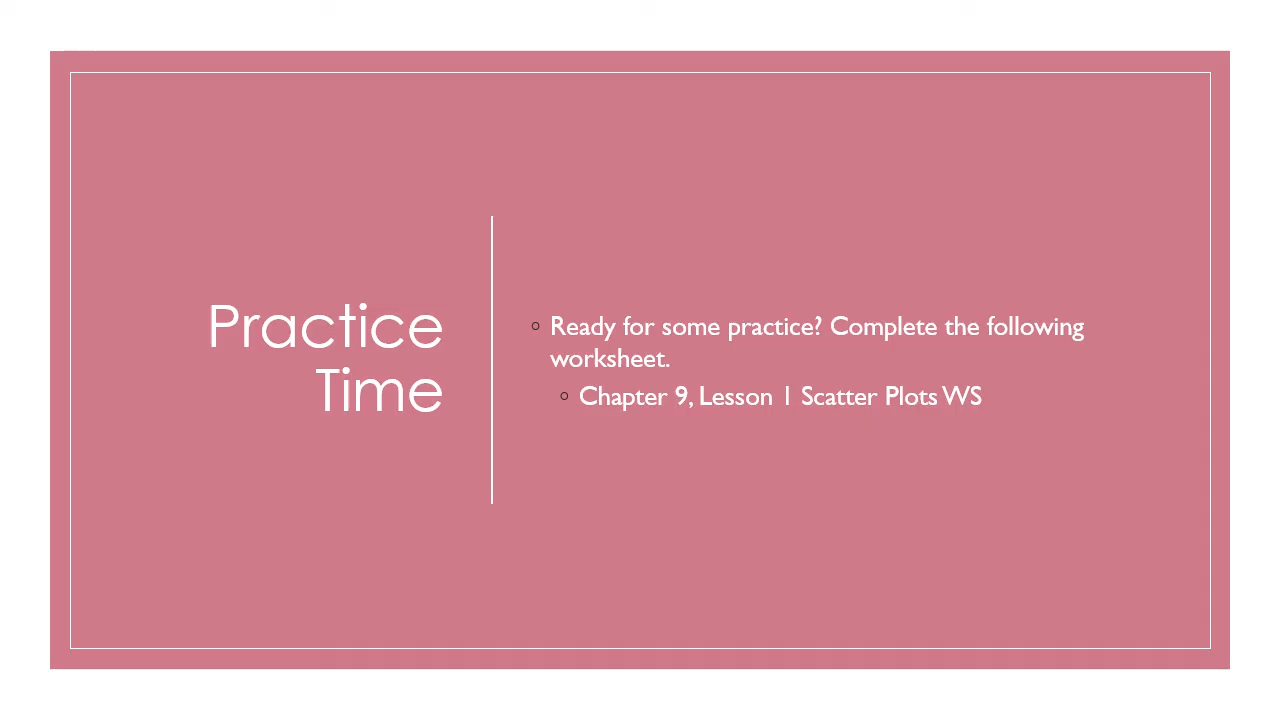 Practice
Time
Ready for some practice? Complete the following
worksheet.
Chapter 9, Lesson 1 Scatter Plots WS